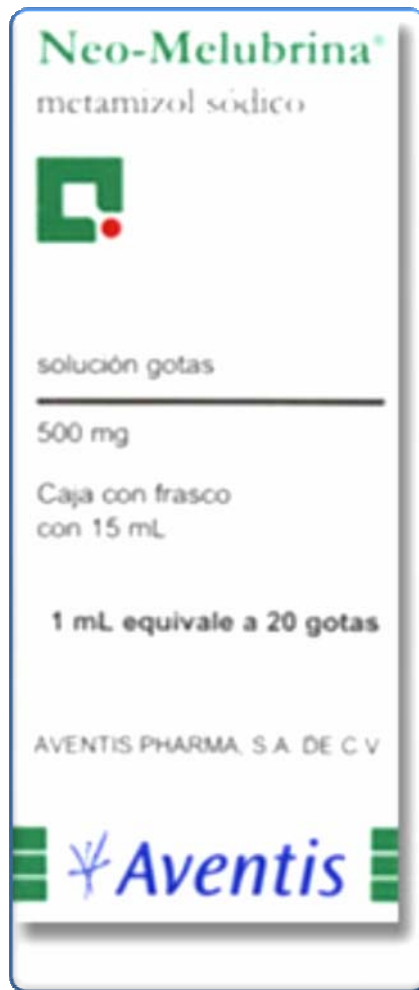 Neo-Melubrina®
metamizol sódico
solución gotas
500 mg
Caja con frasco
con 15 mL
1 mL equivale a 20 gotas
AVENTIS PHARMA, S.A. DE C.V
Aventis